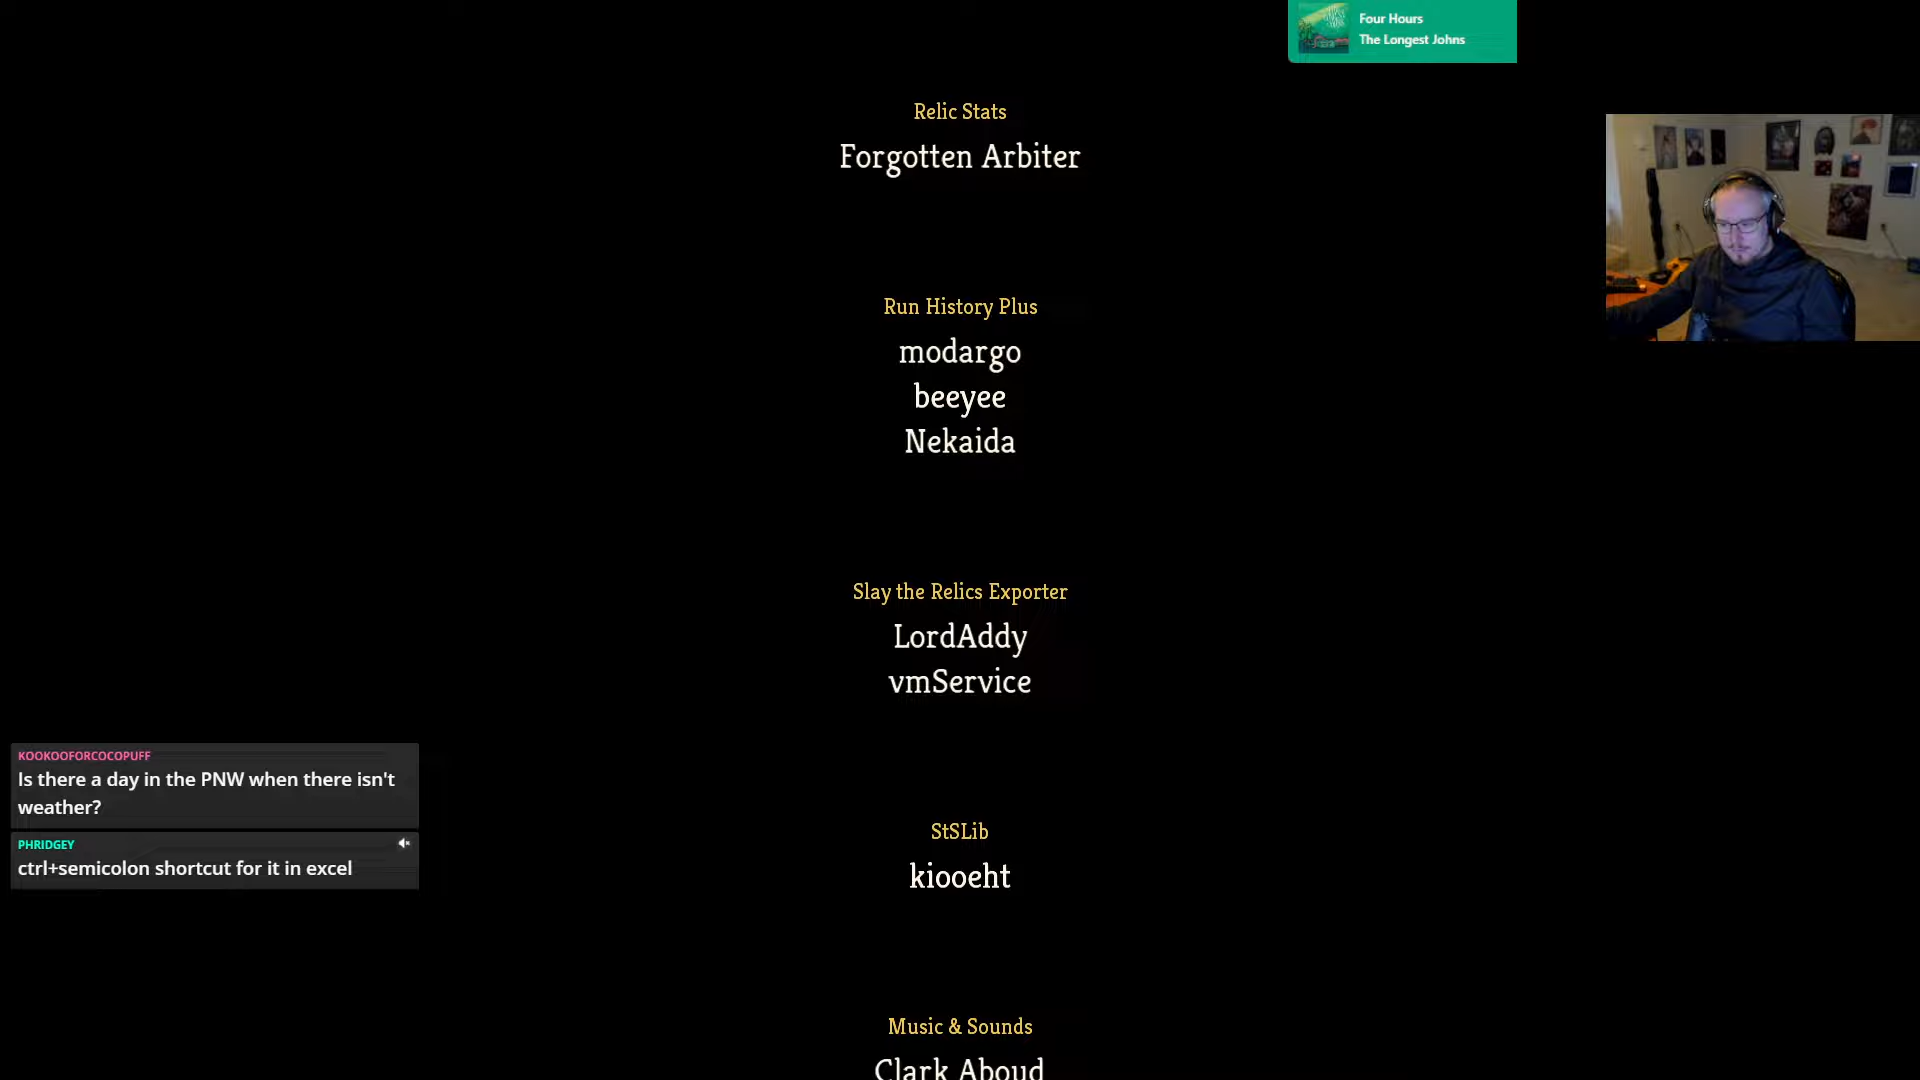 Four Hours
The Longest Johns
Relic Stats
Forgotten Arbiter
Run History Plus
modargo
beeyee
Nekaida
Slay the Relics Exporter
LordAddy
vmService
KOOKOOFORCOCOPUFF
Is there a day in the PNW when there isn't
weather?
PHRIDGEY
ctrl+semicolon shortcut for it in excel
StSLib
kiooeht
Music & Sounds
Clark Aboud